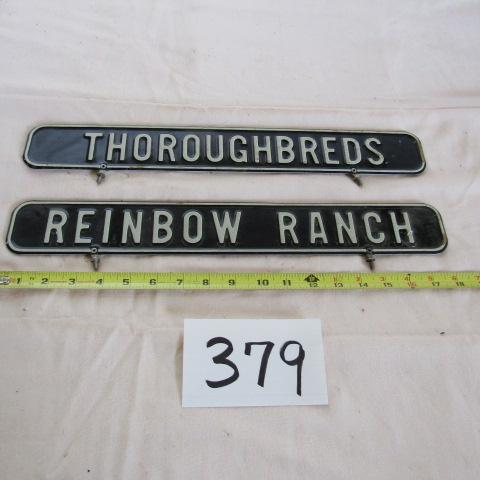 THOROUGHBREDS
REINBOW RANCH
1 2 3 4 5 6 7 8 9 10 11 12 13 14 15 16 17 18
379